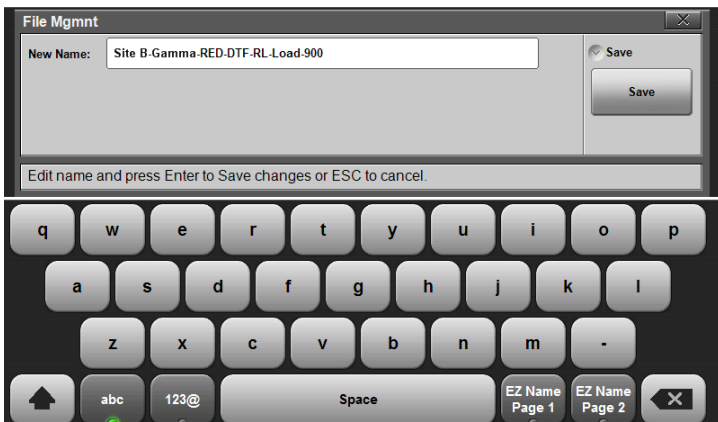 File Mgmnt
New Name: Site B-Gamma-RED-DTF-RL-Load-900
Save
Save
Edit name and press Enter to Save changes or ESC to cancel.
q w e r t y u i o p
a s d f g h j k l
z x c v b n m -
abc 123@ Space EZ Name Page 1 EZ Name Page 2